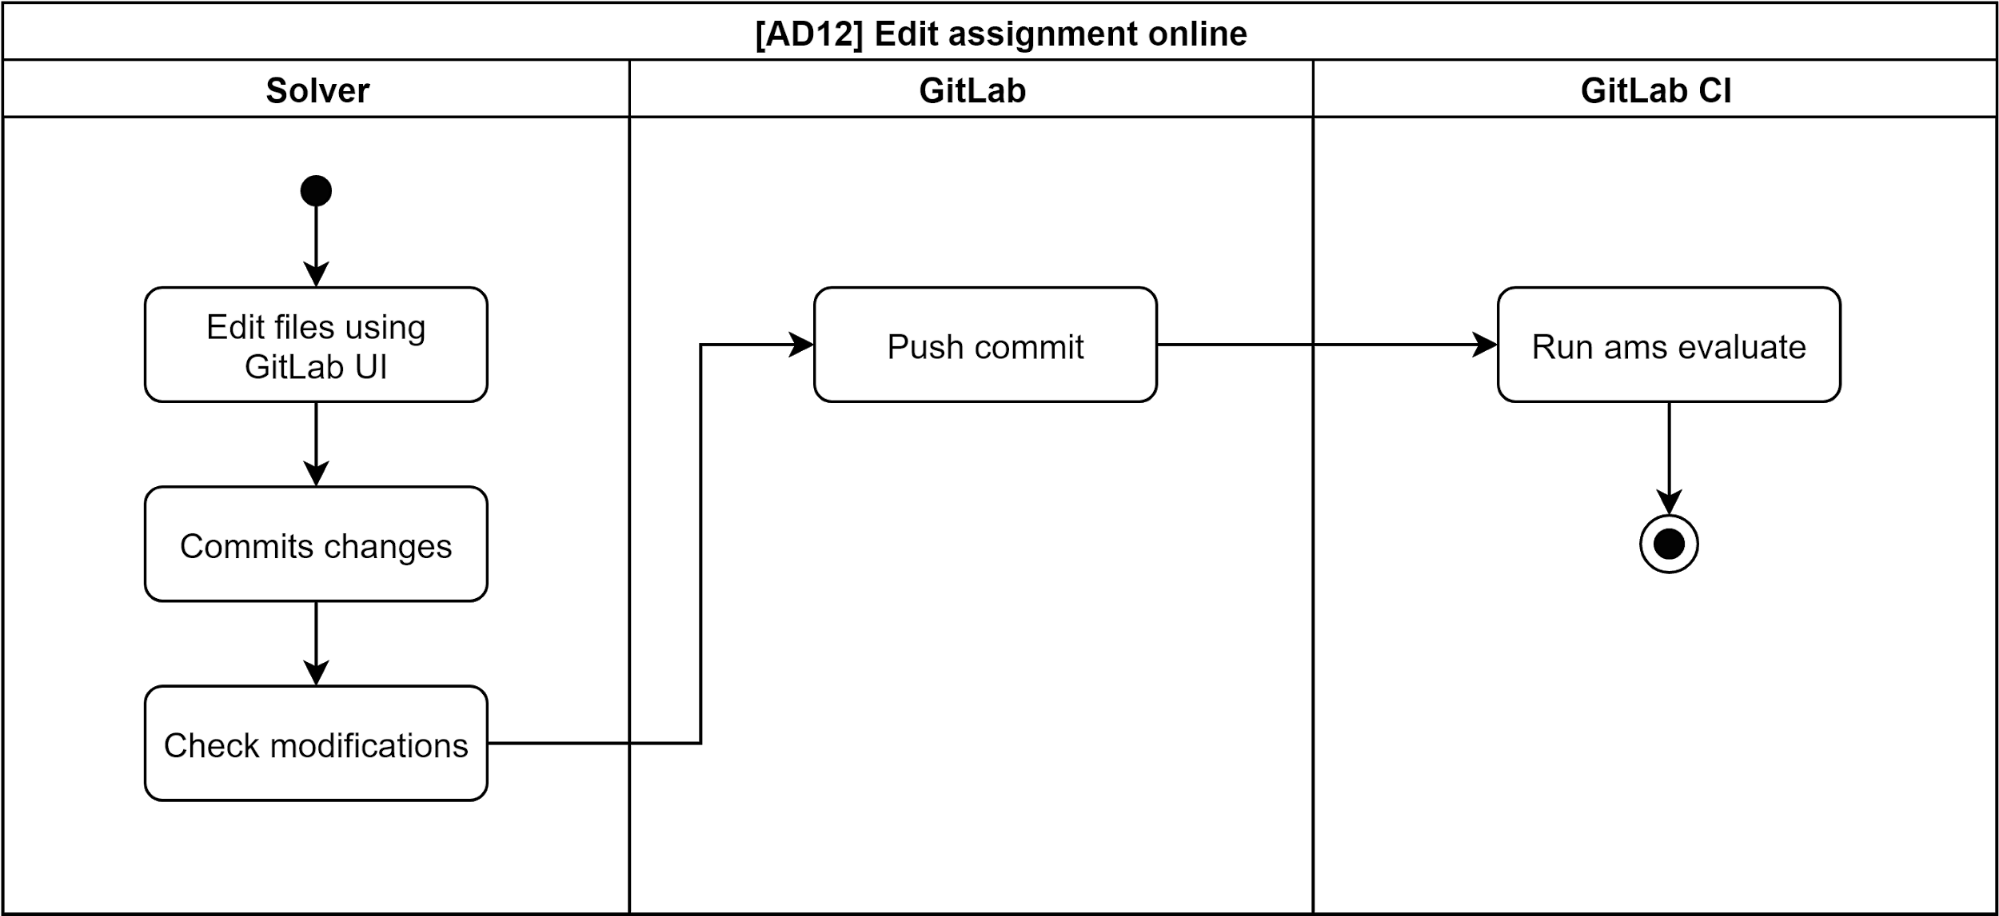 [AD12] Edit assignment online
Solver
GitLab
GitLab CI
Edit files using
GitLab UI
Push commit
Run ams evaluate
Commits changes
Check modifications